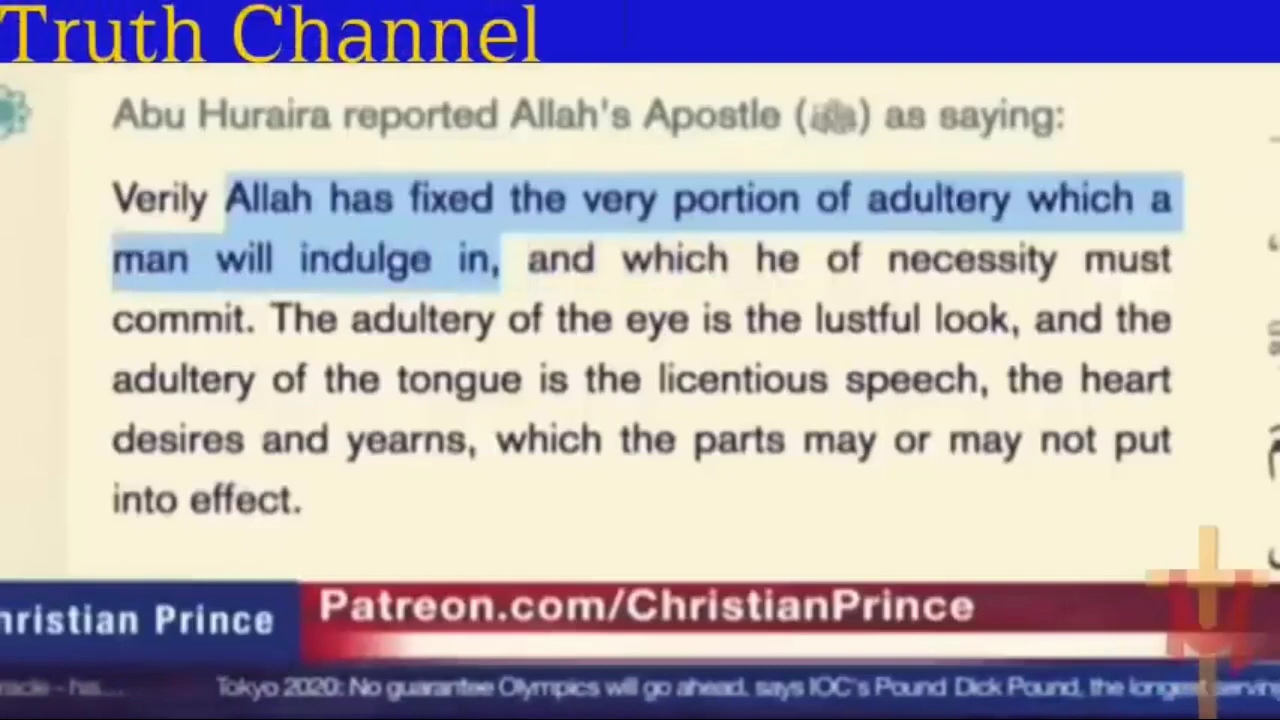 Truth Channel
Abu Huraira reported Allah's Apostle (ﷺ) as saying:
Verily Allah has fixed the very portion of adultery which a
man will indulge in, and which he of necessity must
commit. The adultery of the eye is the lustful look, and the
adultery of the tongue is the licentious speech, the heart
desires and yearns, which the parts may or may not put
into effect.
hristian Prince
Patreon.com/ChristianPrince
Tokyo 2020: No guarantee Olympics will go ahead, says IOC's Pound Dick Pound, the longest serving